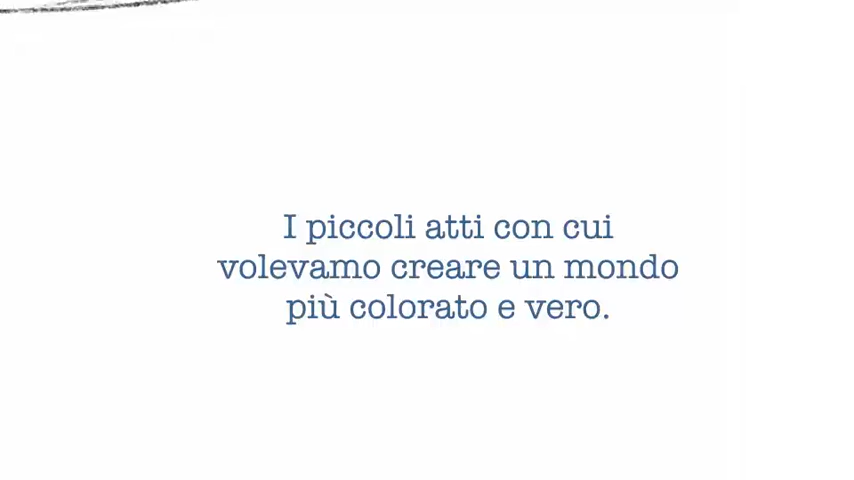 I piccoli atti con cui
volevamo creare un mondo
più colorato e vero.